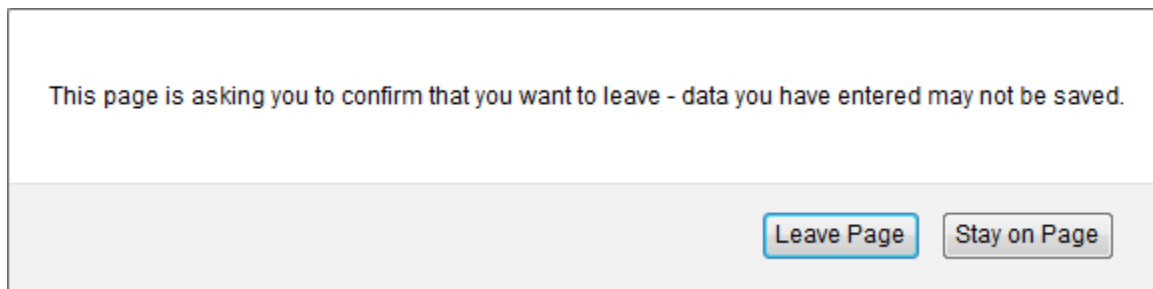 This page is asking you to confirm that you want to leave - data you have entered may not be saved.
Leave Page Stay on Page